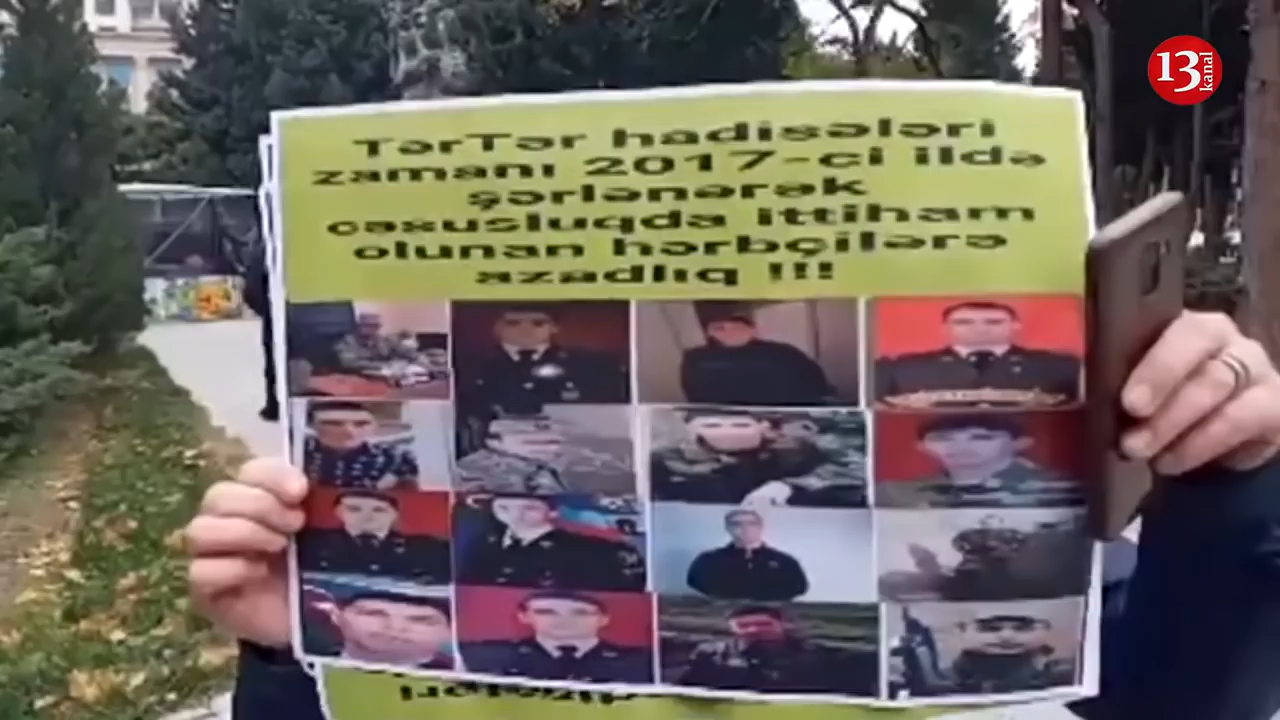 13
kanal
TərTər hadisələri
zamanı 2017-ci ildə
şərlənərək
casusluqda ittiham
olunan hərbçilərə
azadlıq !!!